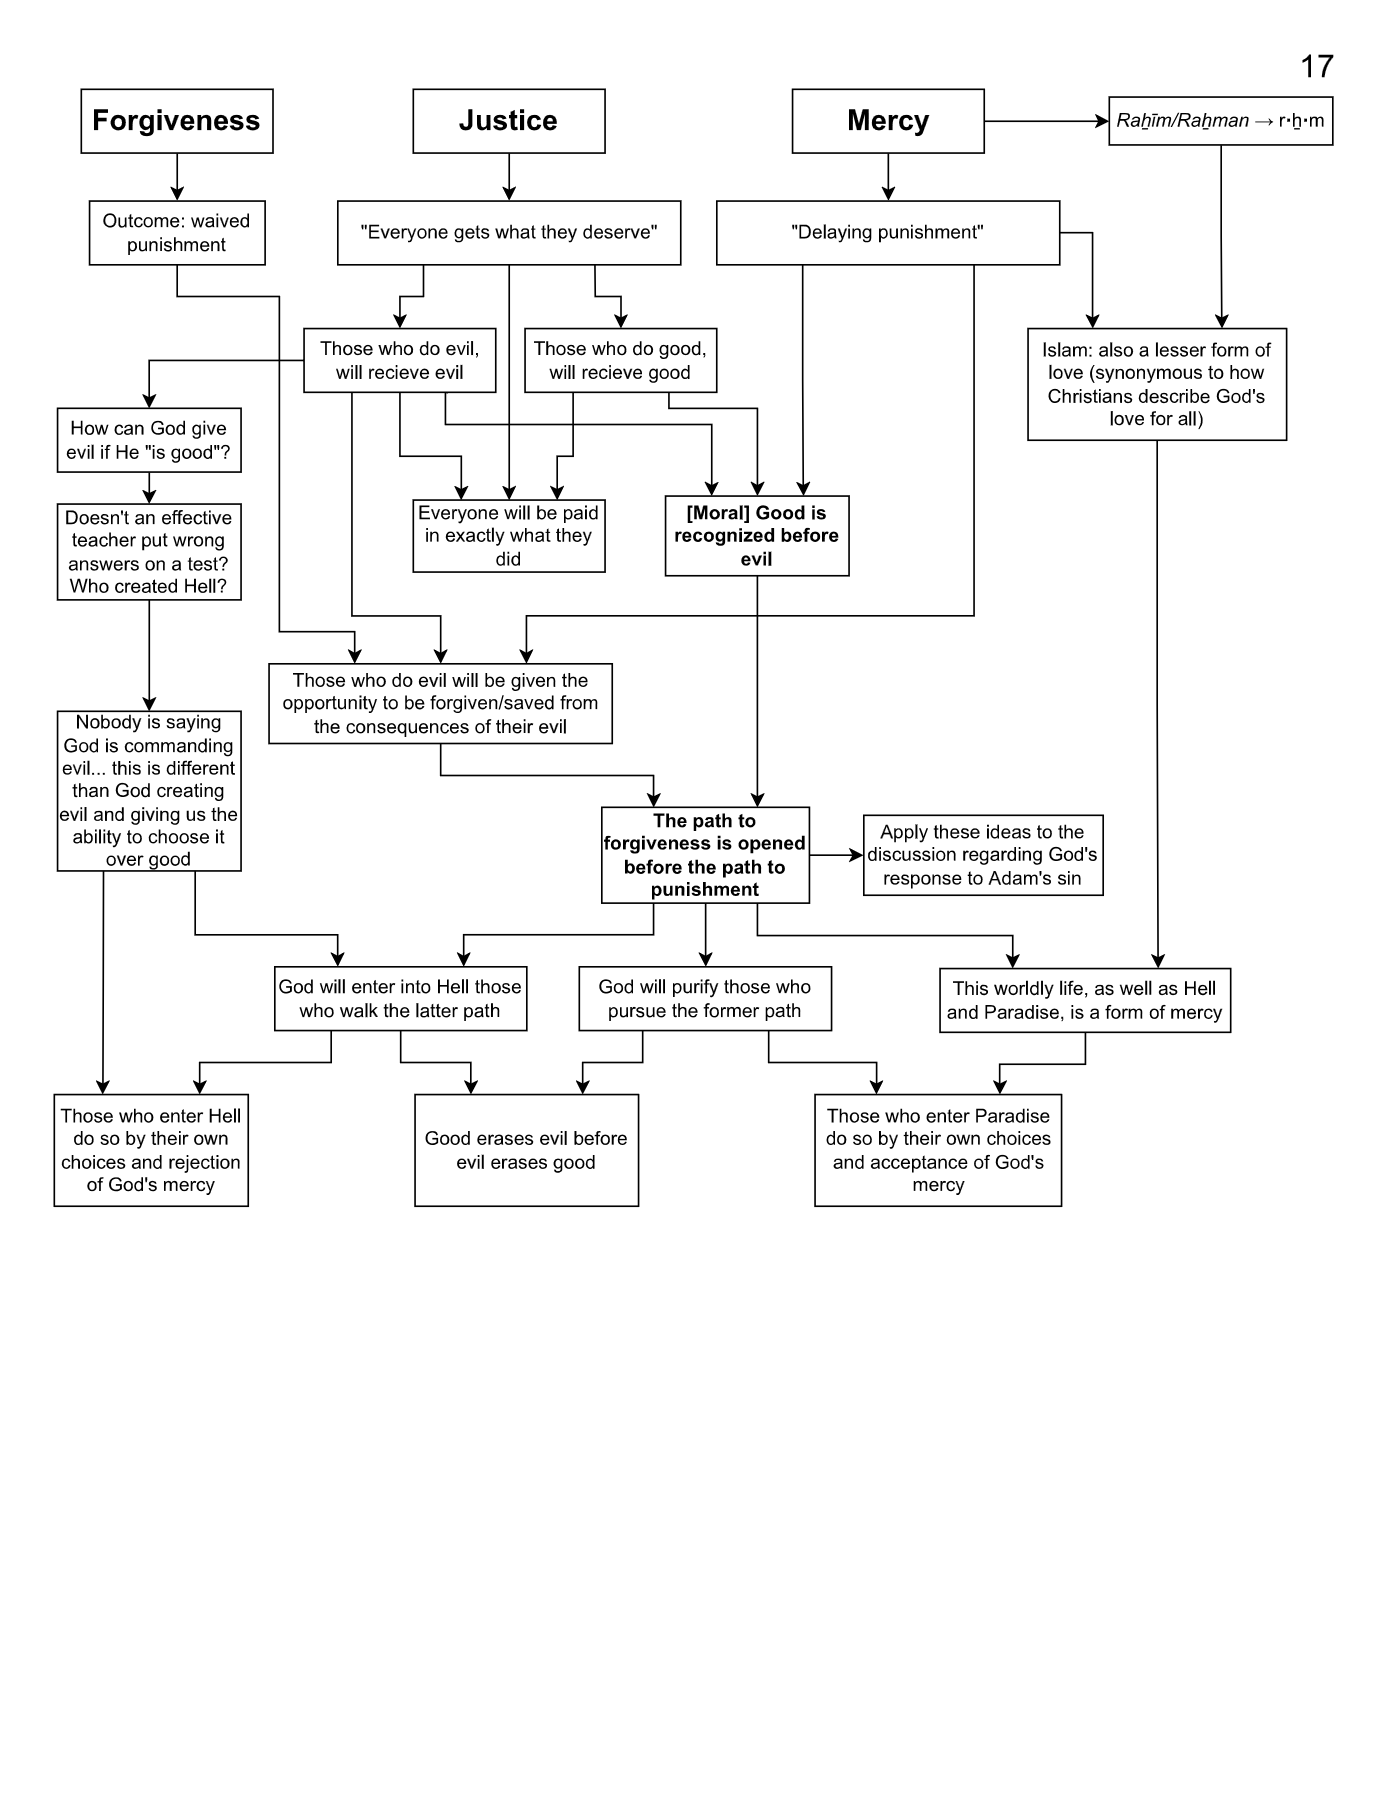 17
Forgiveness
Justice
Mercy
Raẖīm/Raẖman → r·ẖ·m
Outcome: waived
punishment
"Everyone gets what they deserve"
"Delaying punishment"
Those who do evil,
will recieve evil
Those who do good,
will recieve good
Islam: also a lesser form of
love (synonymous to how
Christians describe God's
love for all)
How can God give
evil if He "is good"?
Doesn't an effective
teacher put wrong
answers on a test?
Who created Hell?
Everyone will be paid
in exactly what they
did
[Moral] Good is
recognized before
evil
Those who do evil will be given the
opportunity to be forgiven/saved from
the consequences of their evil
Nobody is saying
God is commanding
evil... this is different
than God creating
evil and giving us the
ability to choose it
over good
The path to
forgiveness is opened
before the path to
punishment
Apply these ideas to the
discussion regarding God's
response to Adam's sin
God will enter into Hell those
who walk the latter path
God will purify those who
pursue the former path
This worldly life, as well as Hell
and Paradise, is a form of mercy
Those who enter Hell
do so by their own
choices and rejection
of God's mercy
Good erases evil before
evil erases good
Those who enter Paradise
do so by their own choices
and acceptance of God's
mercy